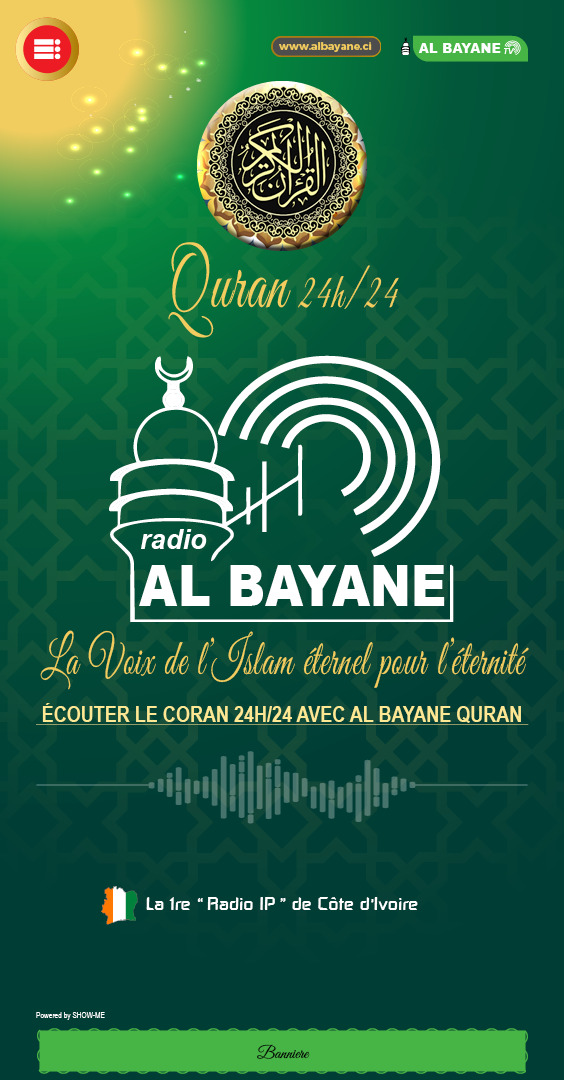 www.albayane.ci
AL BAYANE TV
القرآن الكريم
Quran 24h/24
radio
AL BAYANE
La Voix de l'Islam éternel pour l'éternité
ÉCOUTER LE CORAN 24H/24 AVEC AL BAYANE QURAN
La 1re “Radio IP” de Côte d'Ivoire
Powered by SHOW-ME
Banniere